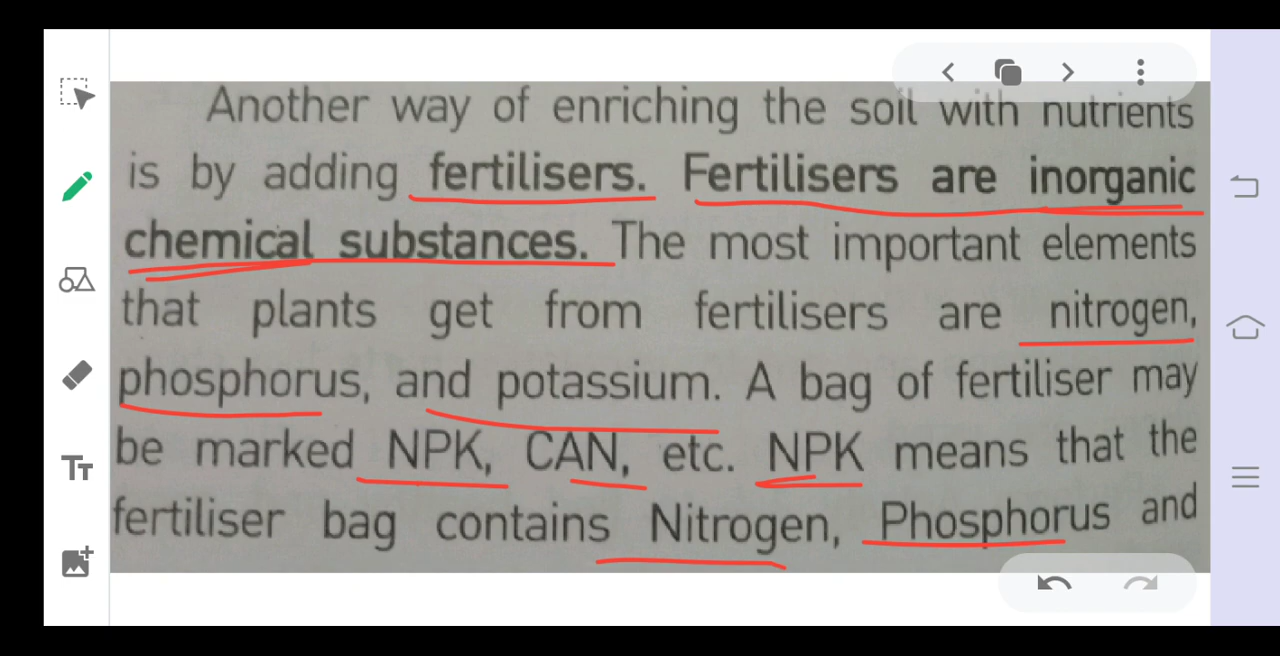 Another way of enriching the soil with nutrients
is by adding fertilisers. Fertilisers are inorganic
chemical substances. The most important elements
that plants get from fertilisers are nitrogen,
phosphorus, and potassium. A bag of fertiliser may
be marked NPK, CAN, etc. NPK means that the
fertiliser bag contains Nitrogen, Phosphorus and
TT